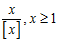 x/[x], x ≥ 1